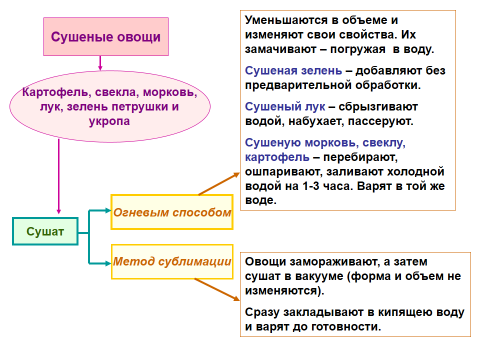 Сушеные овощи
Картофель, свекла, морковь,
лук, зелень петрушки и
укропа
Сушат
Огневым способом
Метод сублимации
Уменьшаются в объеме и
изменяют свои свойства. Их
замачивают – погружая в воду.
Сушеная зелень – добавляют без
предварительной обработки.
Сушеный лук – сбрызгивают
водой, набухает, пассеруют.
Сушеную морковь, свеклу,
картофель – перебирают,
ошпаривают, заливают холодной
водой на 1-3 часа. Варят в той же
воде.
Овощи замораживают, а затем
сушат в вакууме (форма и объем не
изменяются).
Сразу закладывают в кипящею воду
и варят до готовности.